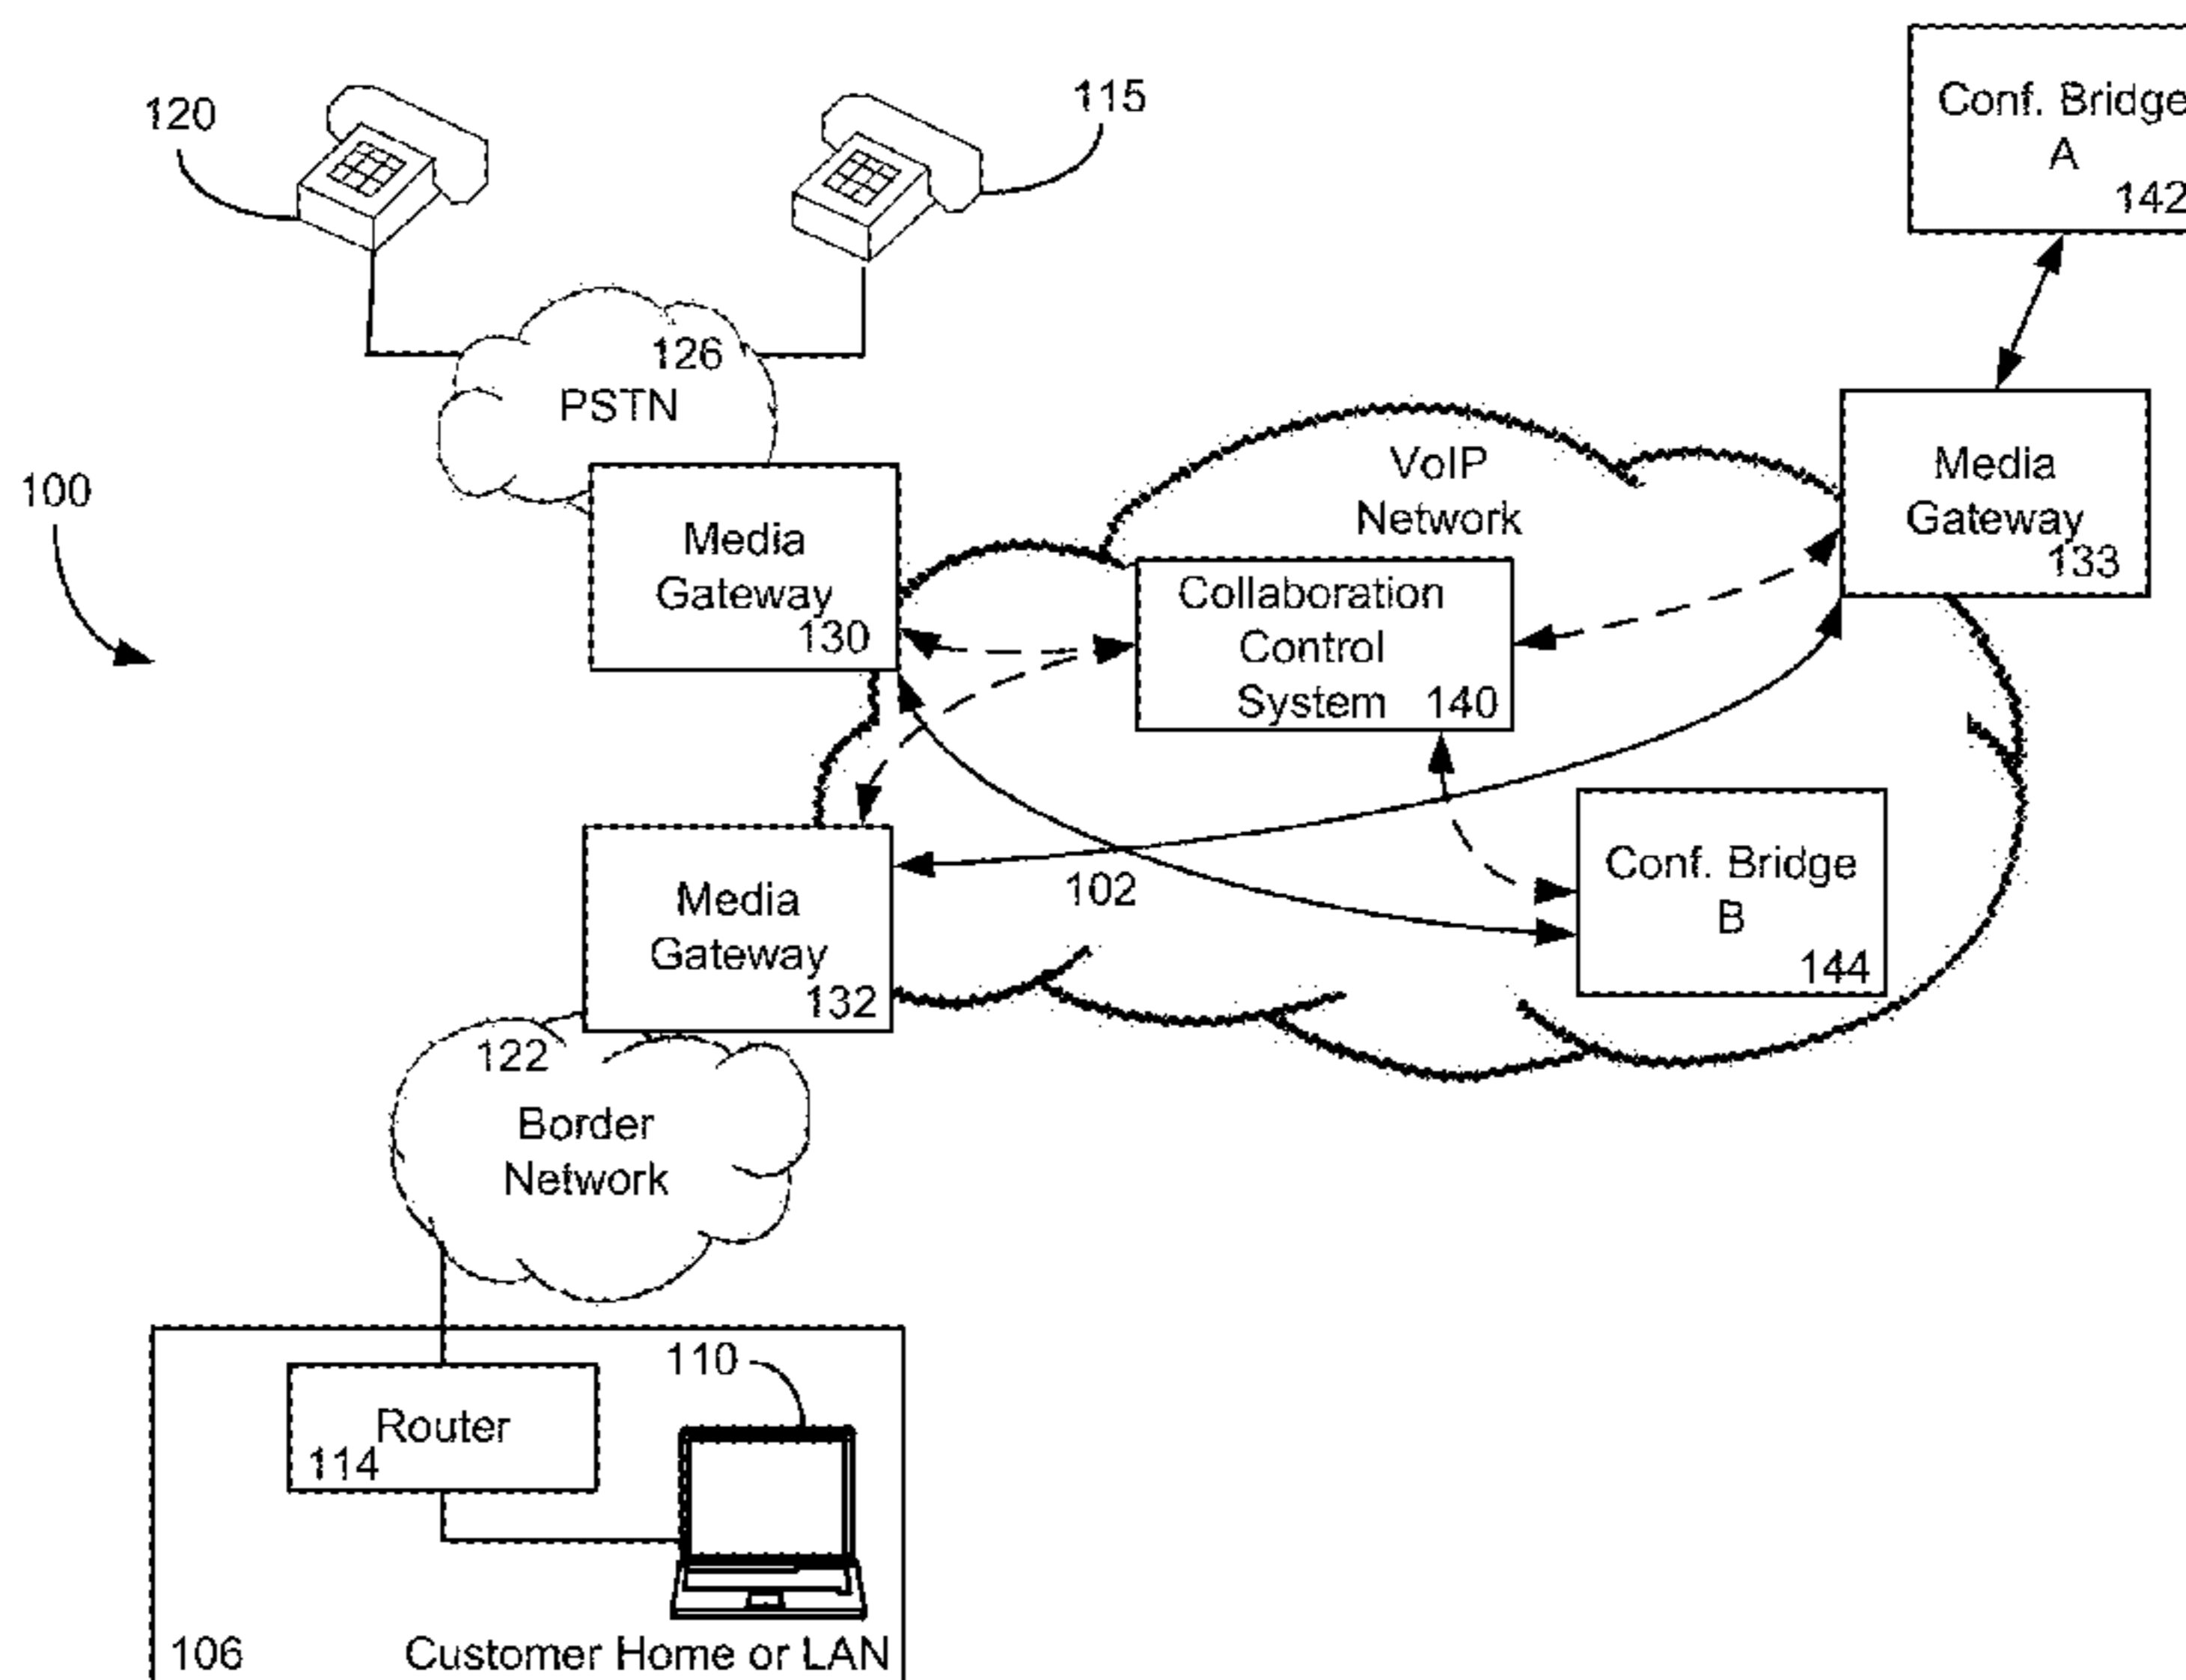 120
115
Conf. Bridge
A
142
126
PSTN
100
VoIP
Network
Media
Gateway
133
Media
Gateway
130
Collaboration
Control
System 140
102
Conf. Bridge
B
144
Media
Gateway
132
122
Border
Network
110
Router
114
106 Customer Home or LAN